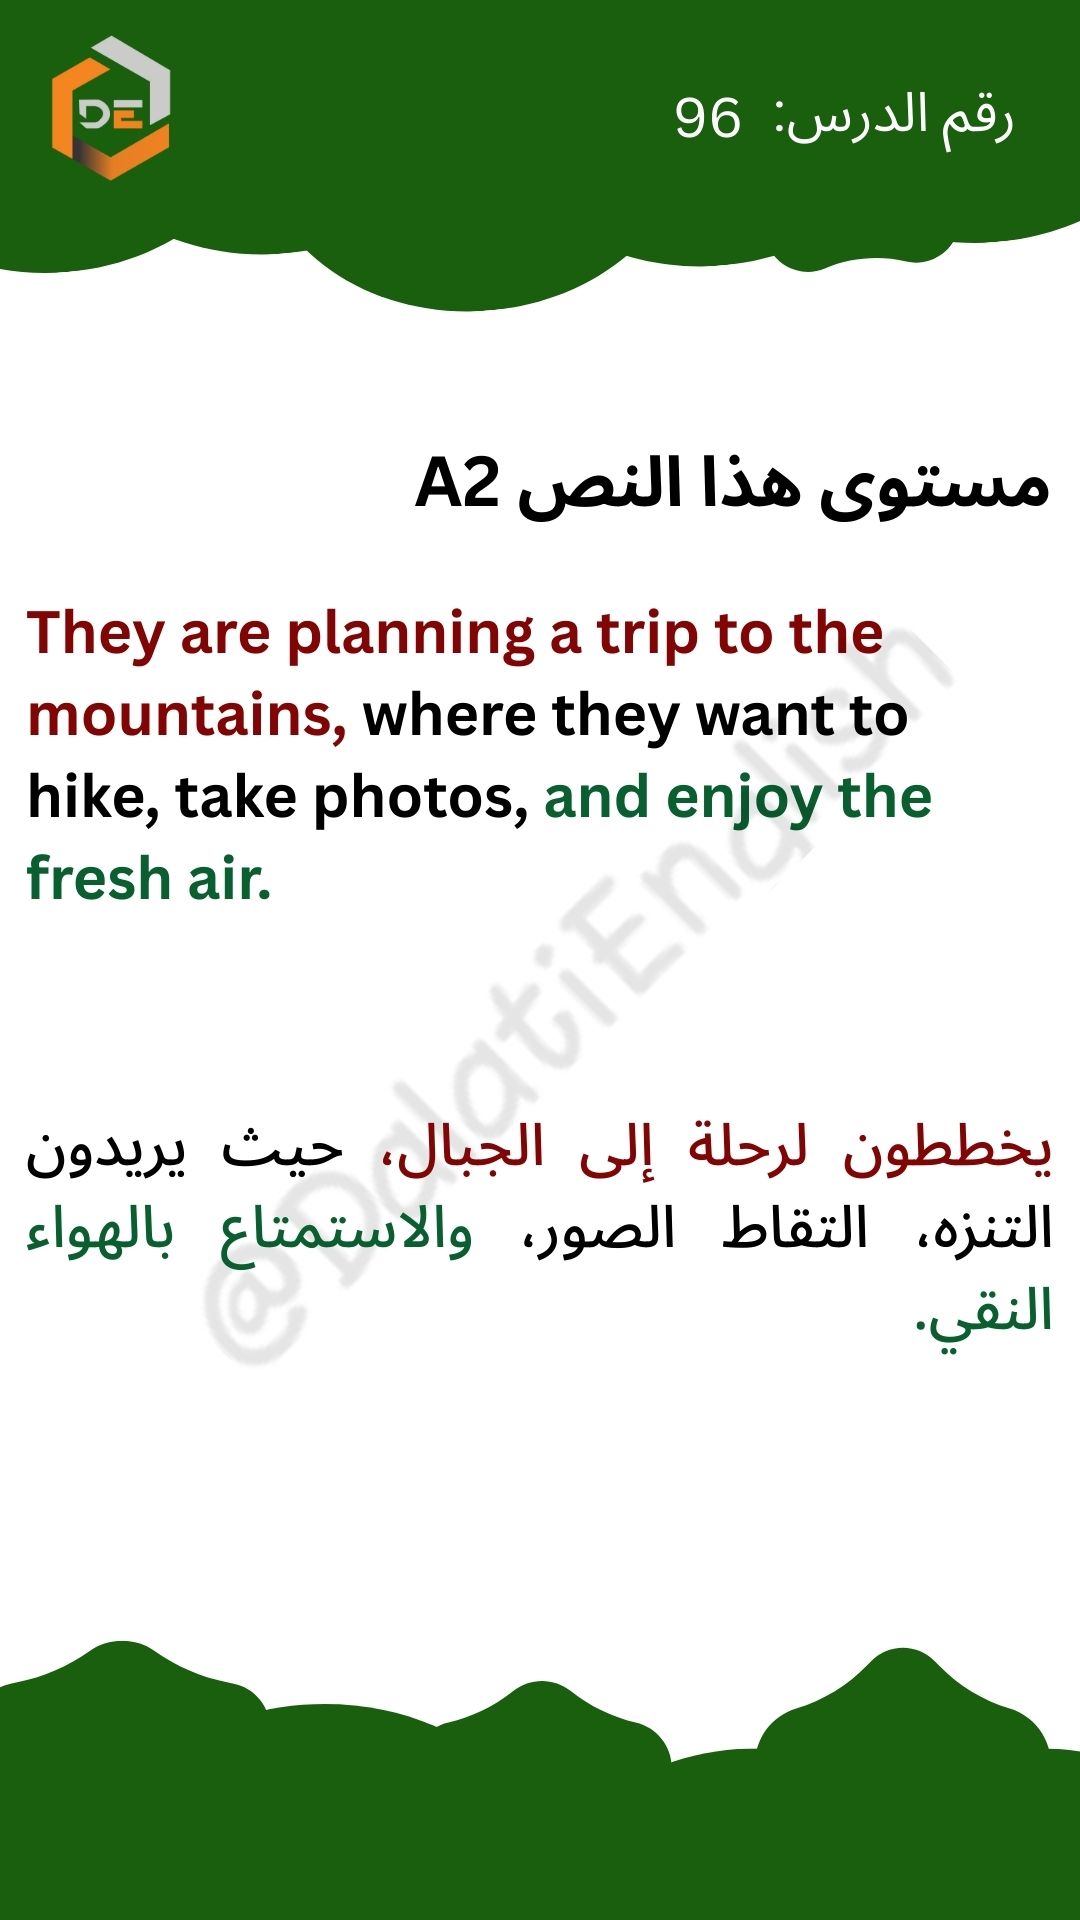 DE
رقم الدرس: 96
مستوى هذا النص A2
They are planning a trip to the
mountains, where they want to
hike, take photos, and enjoy the
fresh air.
يخططون لرحلة إلى الجبال، حيث يريدون
التنزه، التقاط الصور، والاستمتاع بالهواء
النقي.
@DalatiEnglish